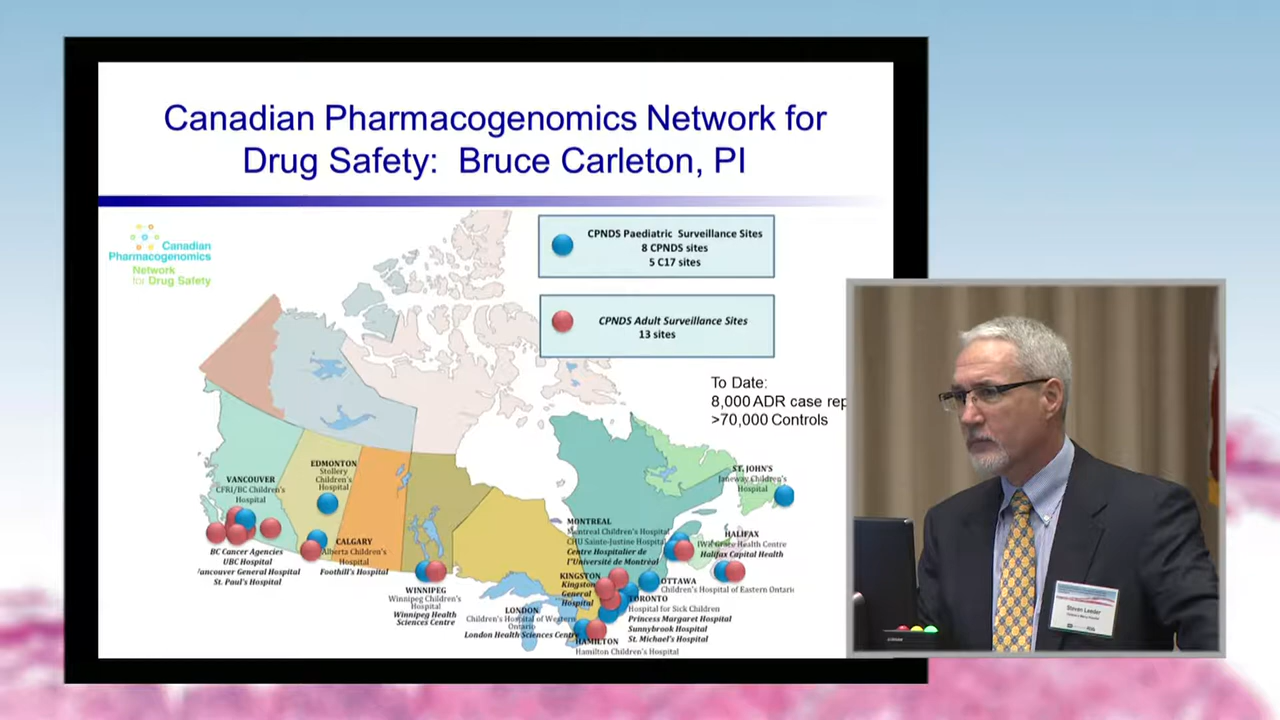 Canadian Pharmacogenomics Network for
Drug Safety: Bruce Carleton, PI
Canadian
Pharmacogenomics
Network
for Drug Safety
CPNDS Paediatric Surveillance Sites
8 CPNDS sites
5 C17 sites
CPNDS Adult Surveillance Sites
13 sites
To Date:
8,000 ADR case rep
>70,000 Controls
VANCOUVER
CFRI/BC Children's
Hospital
BC Cancer Agencies
UBC Hospital
Vancouver General Hospital
St. Paul's Hospital
EDMONTON
Stollery
Children's
Hospital
CALGARY
Alberta Children's
Hospital
Foothill's Hospital
WINNIPEG
Winnipeg Children's
Hospital
Winnipeg Health
Sciences Centre
LONDON
Children's Hospital of Western
Ontario
London Health Sciences Centre
HAMILTON
Hamilton Children's Hospital
KINGSTON
Kingston
General
Hospital
TORONTO
Hospital for Sick Children
Princess Margaret Hospital
Sunnybrook Hospital
St. Michael's Hospital
OTTAWA
Children's Hospital of Eastern Ontario
MONTREAL
Montreal Children's Hospital
CHU Sainte-Justine Hospital
Centre Hospitalier de
l"Université de Montréal
HALIFAX
IWK Grace Health Centre
Halifax Capital Health
ST. JOHN'S
Janeway Children's
Hospital
Steven Leeder